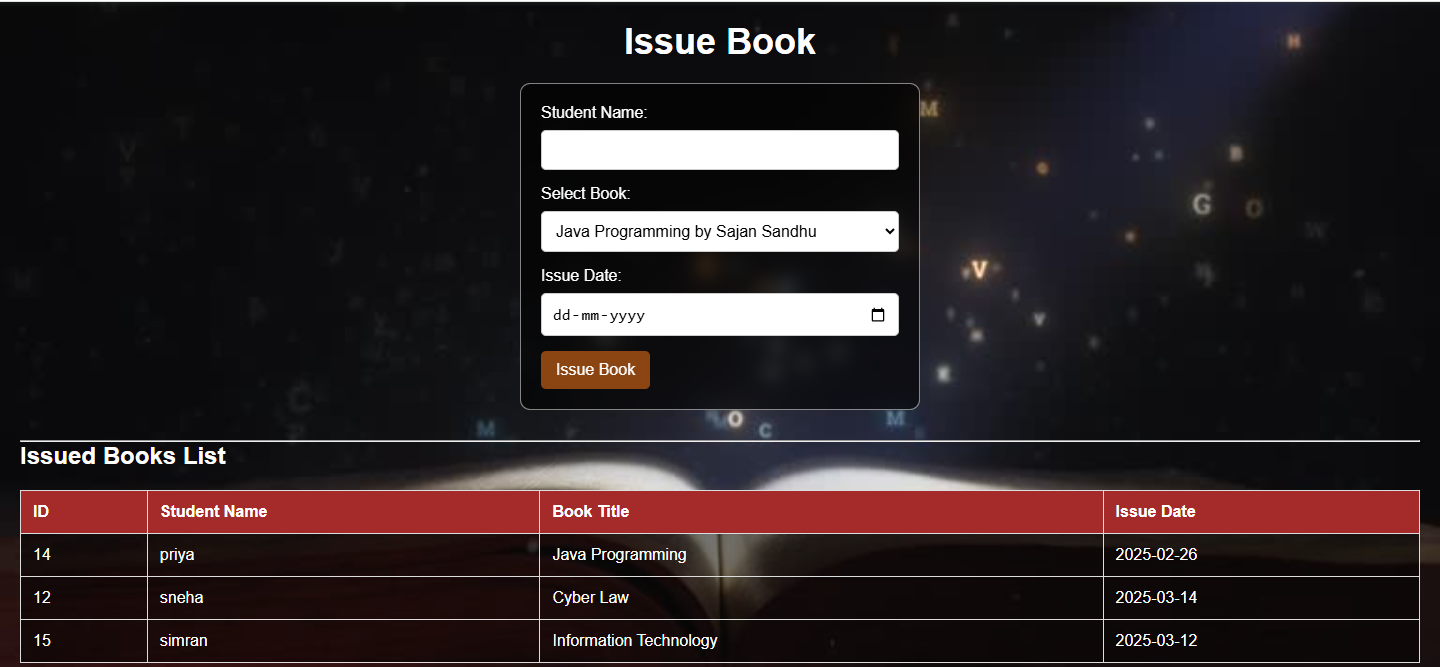 Issue Book
Student Name:
Select Book:
Java Programming by Sajan Sandhu
Issue Date:
dd-mm-yyyy
Issue Book
Issued Books List
ID Student Name Book Title Issue Date
14 priya Java Programming 2025-02-26
12 sneha Cyber Law 2025-03-14
15 simran Information Technology 2025-03-12